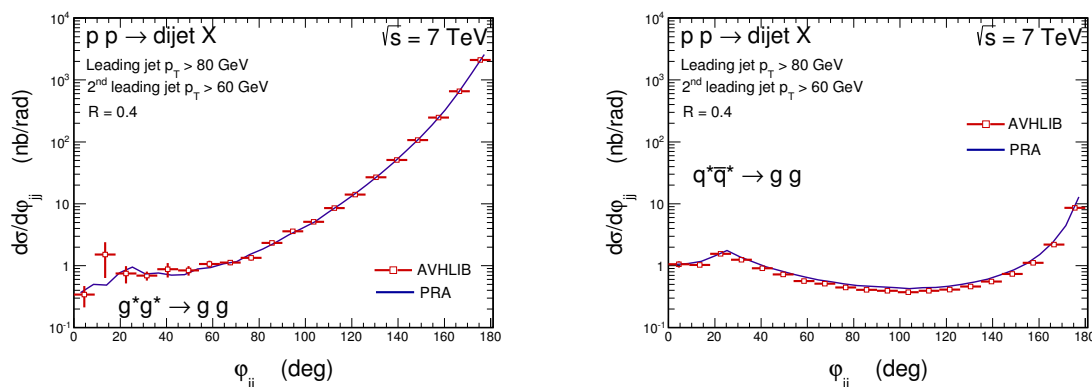 p p → dijet X
√s = 7 TeV
Leading jet p_T > 80 GeV
2^nd leading jet p_T > 60 GeV
R = 0.4
AVHLIB
PRA
g*g* → g g
dσ/dφ_jj (nb/rad)
10^4
10^3
10^2
10
1
10^-1
0 20 40 60 80 100 120 140 160 180
φ_jj (deg)
p p → dijet X
√s = 7 TeV
Leading jet p_T > 80 GeV
2^nd leading jet p_T > 60 GeV
R = 0.4
AVHLIB
PRA
q*q̅* → g g
dσ/dφ_jj (nb/rad)
10^4
10^3
10^2
10
1
10^-1
0 20 40 60 80 100 120 140 160 180
φ_jj (deg)